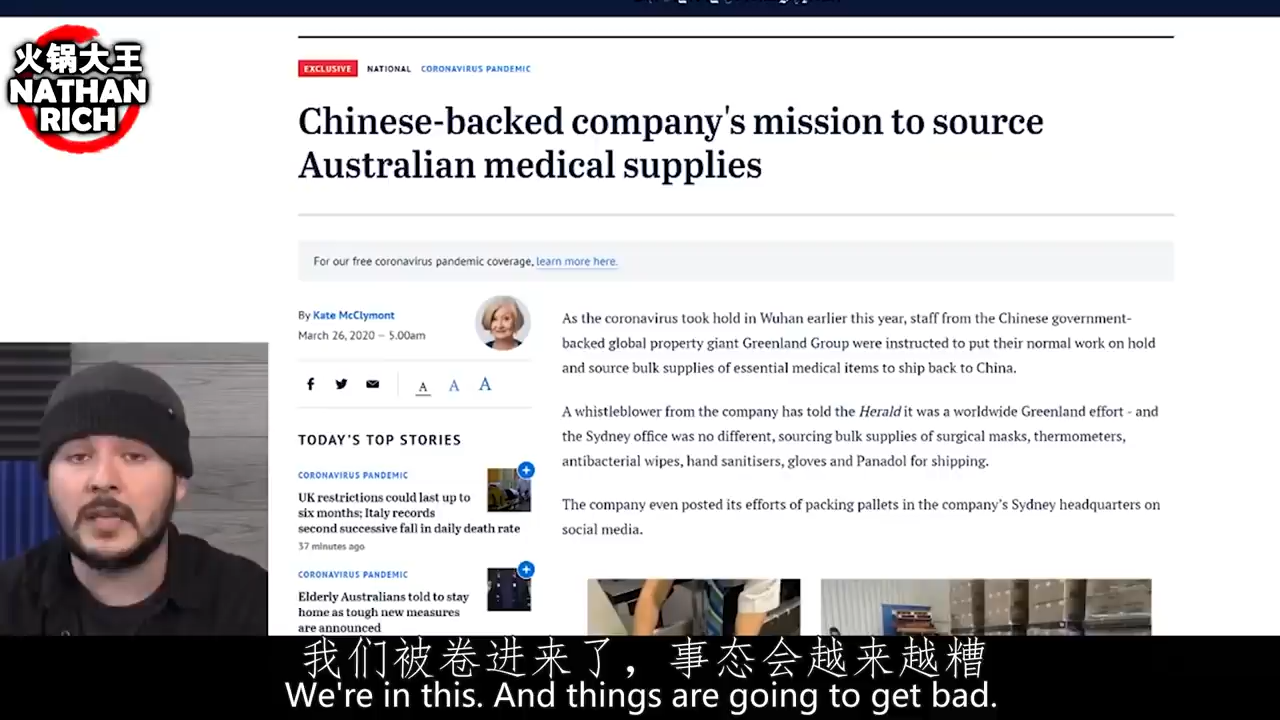 火锅大王
NATHAN
RICH
EXCLUSIVE NATIONAL CORONAVIRUS PANDEMIC
Chinese-backed company's mission to source
Australian medical supplies
For our free coronavirus pandemic coverage, learn more here.
By Kate McClymont
March 26, 2020 — 5.00am
A A A
TODAY'S TOP STORIES
CORONAVIRUS PANDEMIC
UK restrictions could last up to
six months; Italy records
second successive fall in daily death rate
37 minutes ago
CORONAVIRUS PANDEMIC
Elderly Australians told to stay
home as tough new measures
are announced
As the coronavirus took hold in Wuhan earlier this year, staff from the Chinese government-
backed global property giant Greenland Group were instructed to put their normal work on hold
and source bulk supplies of essential medical items to ship back to China.
A whistleblower from the company has told the Herald it was a worldwide Greenland effort - and
the Sydney office was no different, sourcing bulk supplies of surgical masks, thermometers,
antibacterial wipes, hand sanitisers, gloves and Panadol for shipping.
The company even posted its efforts of packing pallets in the company's Sydney headquarters on
social media.
我们被卷进来了，事态会越来越糟
We're in this. And things are going to get bad.